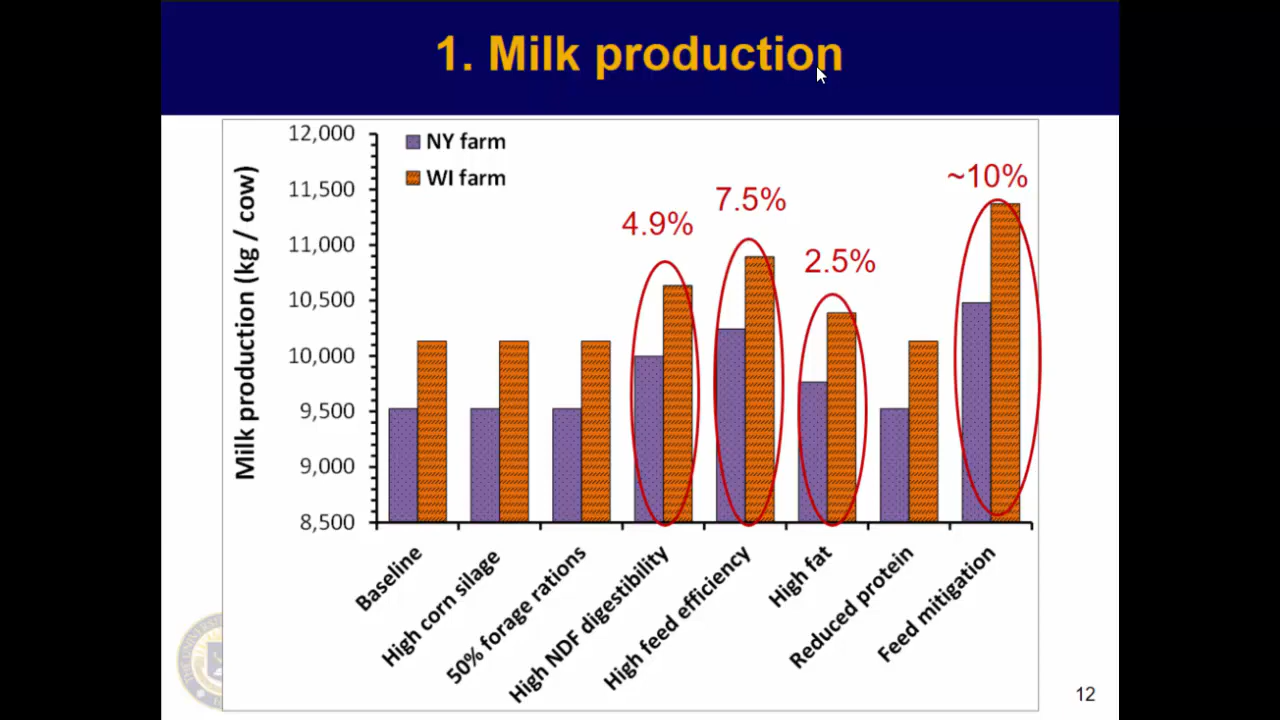 1. Milk production
12,000
11,500
11,000
10,500
10,000
9,500
9,000
8,500
Milk production (kg / cow)
NY farm
WI farm
4.9%
7.5%
2.5%
~10%
Baseline
High corn silage
50% forage rations
High NDF digestibility
High feed efficiency
High fat
Reduced protein
Feed mitigation
12